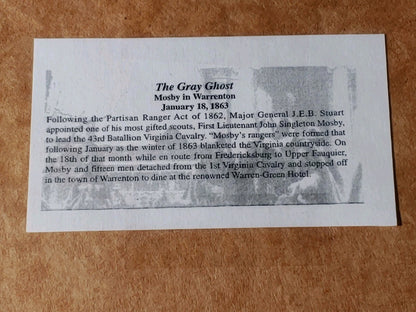 The Gray Ghost
Mosby in Warrenton
January 18, 1863
Following the Partisan Ranger Act of 1862, Major General J.E.B. Stuart
appointed one of his most gifted scouts, First Lieutenant John Singleton Mosby,
to lead the 43rd Battalion Virginia Cavalry. "Mosby's rangers" were formed that
following January as the winter of 1863 blanketed the Virginia countryside. On
the 18th of that month while en route from Fredericksburg to Upper Fauquier,
Mosby and fifteen men detached from the 1st Virginia Cavalry and stopped off
in the town of Warrenton to dine at the renowned Warren-Green Hotel.